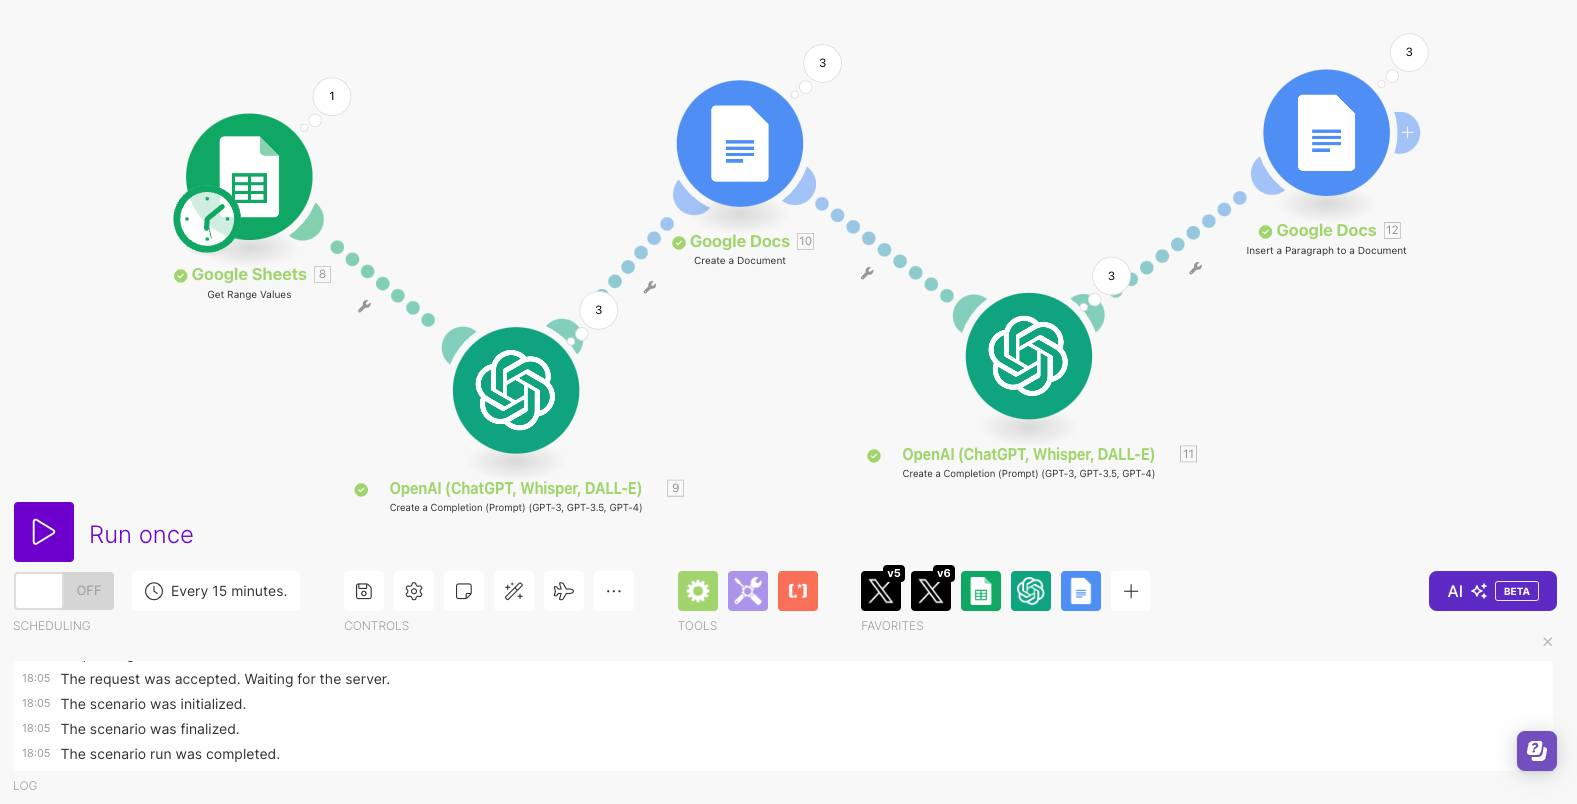 1
3
3
3
3
Google Sheets 8
Get Range Values
Google Docs 10
Create a Document
Google Docs 12
Insert a Paragraph to a Document
OpenAI (ChatGPT, Whisper, DALL-E) 9
Create a Completion (Prompt) (GPT-3, GPT-3.5, GPT-4)
OpenAI (ChatGPT, Whisper, DALL-E) 11
Create a Completion (Prompt) (GPT-3, GPT-3.5, GPT-4)
Run once
OFF
Every 15 minutes.
v5
v6
AI BETA
SCHEDULING
CONTROLS
TOOLS
FAVORITES
18:05 The request was accepted. Waiting for the server.
18:05 The scenario was initialized.
18:05 The scenario was finalized.
18:05 The scenario run was completed.
LOG